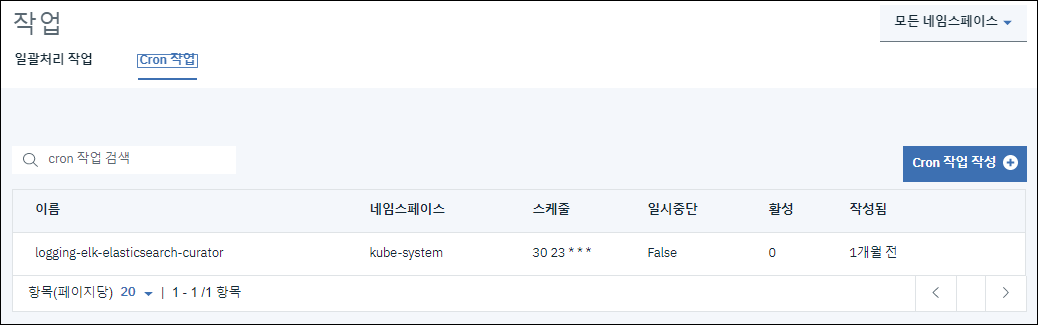 작업
모든 네임스페이스
일괄처리 작업 Cron 작업
cron 작업 검색
Cron 작업 작성
이름 네임스페이스 스케줄 일시중단 활성 작성됨
logging-elk-elasticsearch-curator kube-system 30 23 * * * False 0 1개월 전
항목(페이지당) 20 | 1 - 1 /1 항목